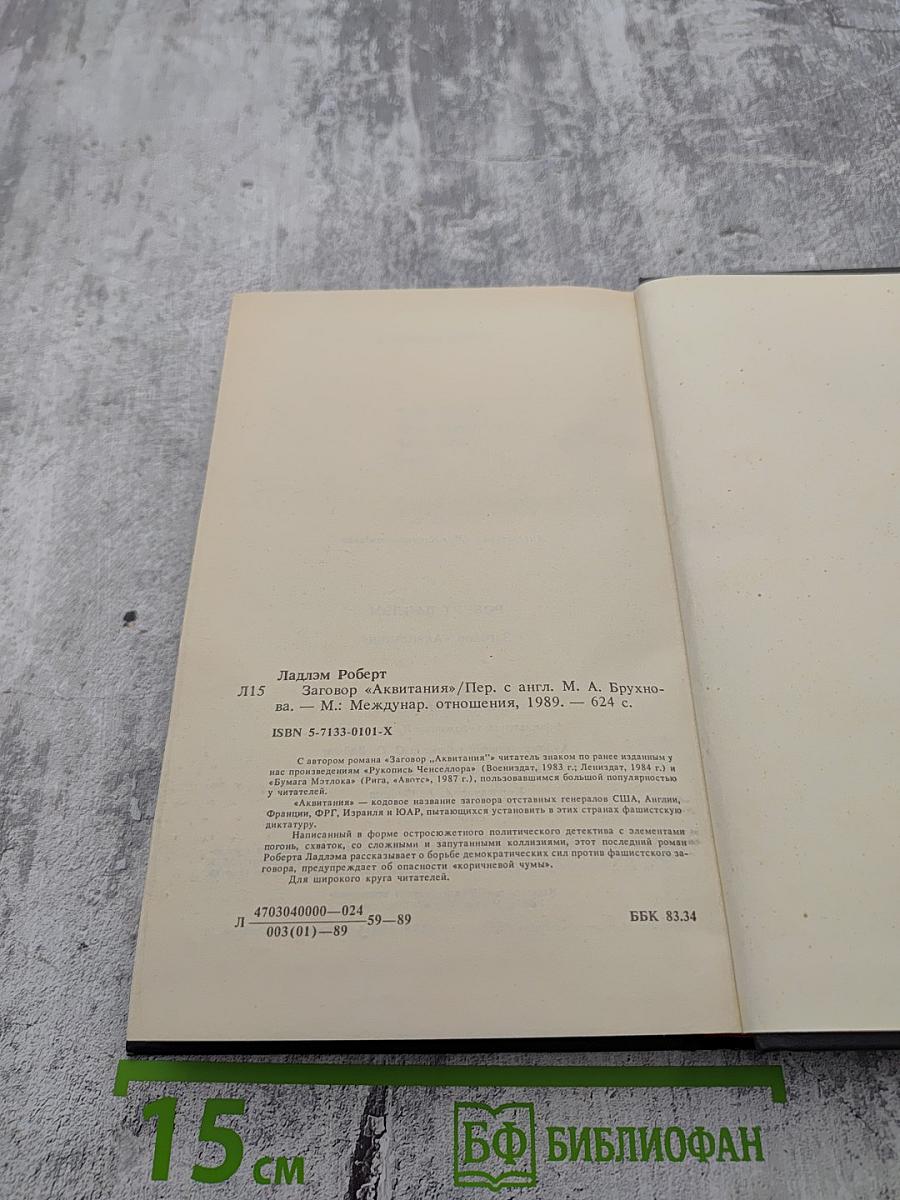 Ладлэм Роберт
Л15 Заговор «Аквитания»/Пер. с англ. М. А. Брухно-
ва. — М.: Междунар. отношения, 1989. — 624 с.
ISBN 5-7133-0101-X
С автором романа «Заговор „Аквитания"» читатель знаком по ранее изданным у
нас произведениям «Рукопись Ченселлора» (Воениздат, 1983 г.; Лениздат, 1984 г.) и
«Бумага Мэтлока» (Рига, «Авотс», 1987 г.), пользовавшимся большой популярностью
у читателей.
«Аквитания» — кодовое название заговора отставных генералов США, Англии,
Франции, ФРГ, Израиля и ЮАР, пытающихся установить в этих странах фашистскую
диктатуру.
Написанный в форме остросюжетного политического детектива с элементами
погонь, схваток, со сложными и запутанными коллизиями, этот последний роман
Роберта Ладлэма рассказывает о борьбе демократических сил против фашистского за-
говора, предупреждает об опасности «коричневой чумы».
Для широкого круга читателей.
4703040000—024
Л 59—89 ББК 83.34
003(01)—89
15 см БФ БИБЛИОФАН